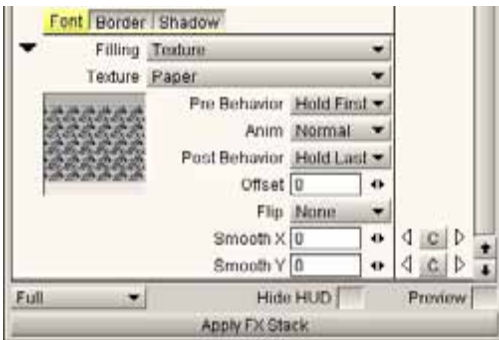 Font Border Shadow
Filling Texture
Texture Paper
Pre Behavior Hold First
Anim Normal
Post Behavior Hold Last
Offset 0
Flip None
Smooth X 0 C
Smooth Y 0 C
Full Hide HUD Preview
Apply FX Stack